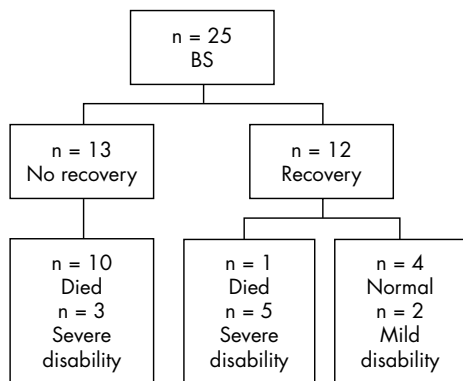 n = 25
BS
n = 13
No recovery
n = 12
Recovery
n = 10
Died
n = 3
Severe
disability
n = 1
Died
n = 5
Severe
disability
n = 4
Normal
n = 2
Mild
disability